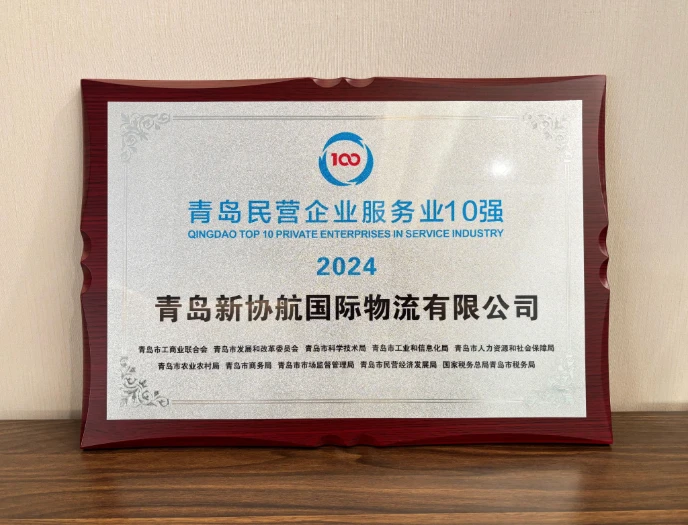 100
青岛民营企业服务业10强
QINGDAO TOP 10 PRIVATE ENTERPRISES IN SERVICE INDUSTRY
2024
青岛新协航国际物流有限公司
青岛市工商业联合会 青岛市发展和改革委员会 青岛市科学技术局 青岛市工业和信息化局 青岛市人力资源和社会保障局
青岛市农业农村局 青岛市商务局 青岛市市场监督管理局 青岛市民营经济发展局 国家税务总局青岛市税务局